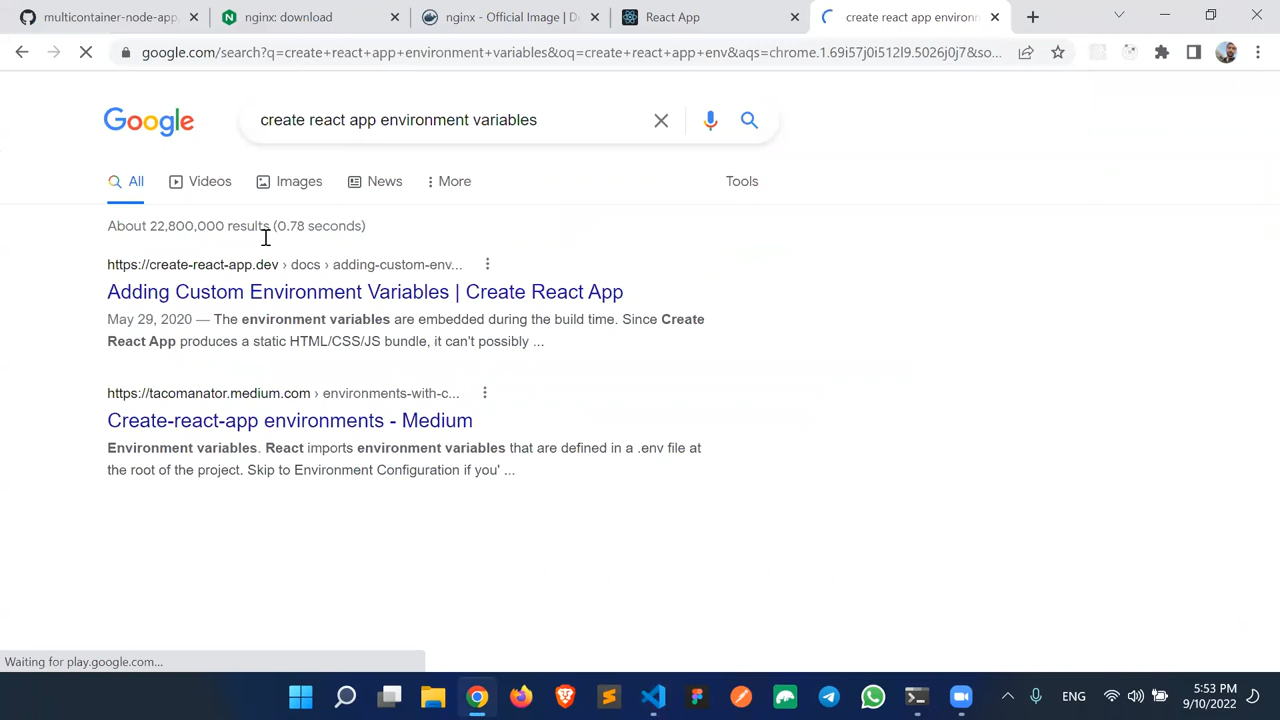 multicontainer-node-app,
nginx: download
nginx - Official Image | D
React App
create react app environ
google.com/search?q=create+react+app+environment+variables&oq=create+react+app+env&aqs=chrome.1.69i57j0i512l9.5026j0j7&so...
Google
create react app environment variables
All
Videos
Images
News
More
Tools
About 22,800,000 results (0.78 seconds)
https://create-react-app.dev › docs › adding-custom-env...
Adding Custom Environment Variables | Create React App
May 29, 2020 — The environment variables are embedded during the build time. Since Create
React App produces a static HTML/CSS/JS bundle, it can't possibly ...
https://tacomanator.medium.com › environments-with-c...
Create-react-app environments - Medium
Environment variables. React imports environment variables that are defined in a .env file at
the root of the project. Skip to Environment Configuration if you' ...
Waiting for play.google.com...
ENG
5:53 PM
9/10/2022